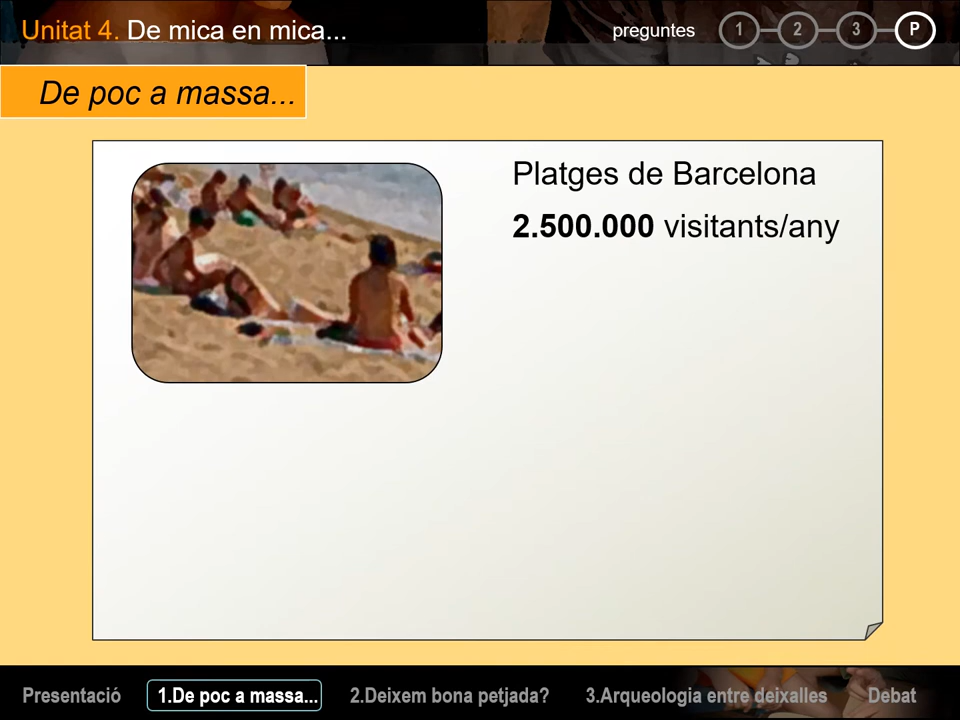 Unitat 4. De mica en mica...
preguntes
1
2
3
P
De poc a massa...
Platges de Barcelona
2.500.000 visitants/any
Presentació
1.De poc a massa...
2.Deixem bona petjada?
3.Arqueologia entre deixalles
Debat